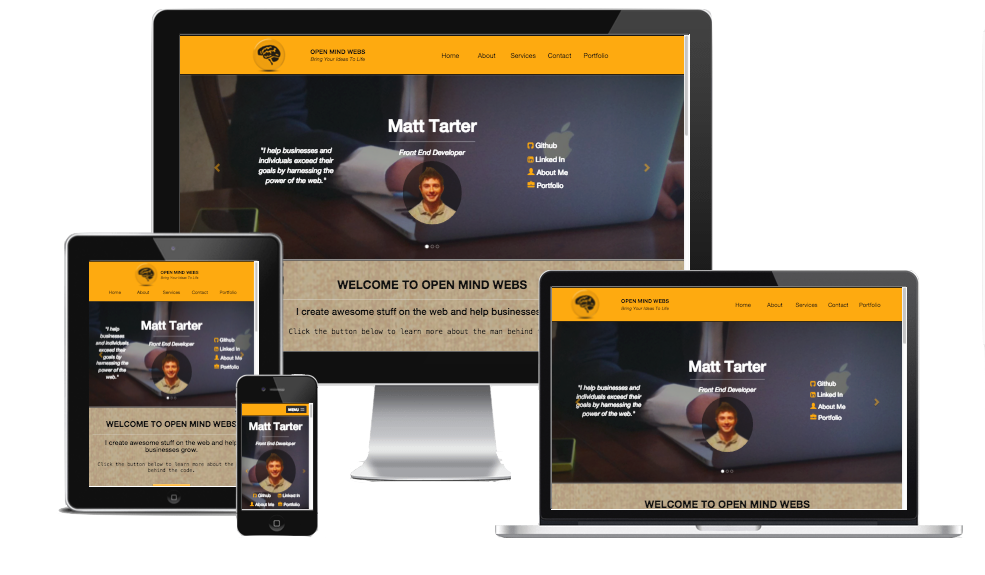 OPEN MIND WEBS
Bring Your Ideas To Life
Home About Services Contact Portfolio
Matt Tarter
Front End Developer
"I help businesses and
individuals exceed their
goals by harnessing the
power of the web."
Github
Linked In
About Me
Portfolio
WELCOME TO OPEN MIND WEBS
I create awesome stuff on the web and help businesses
Click the button below to learn more about the man behind
OPEN MIND WEBS
Bring Your Ideas To Life
Home About Services Contact Portfolio
"I help
businesses
and individuals
exceed their
goals by
harnessing the
power of the
web."
Matt Tarter
Front End Developer
Github
Linked In
About Me
Portfolio
WELCOME TO OPEN MIND WEBS
I create awesome stuff on the web and help
businesses grow.
Click the button below to learn more about the
behind the code.
MENU
Matt Tarter
Front End Developer
Github Linked In
About Me Portfolio
OPEN MIND WEBS
Bring Your Ideas To Life
Home About Services Contact Portfolio
Matt Tarter
Front End Developer
"I help businesses and
individuals exceed their
goals by harnessing the
power of the web."
Github
Linked In
About Me
Portfolio
WELCOME TO OPEN MIND WEBS